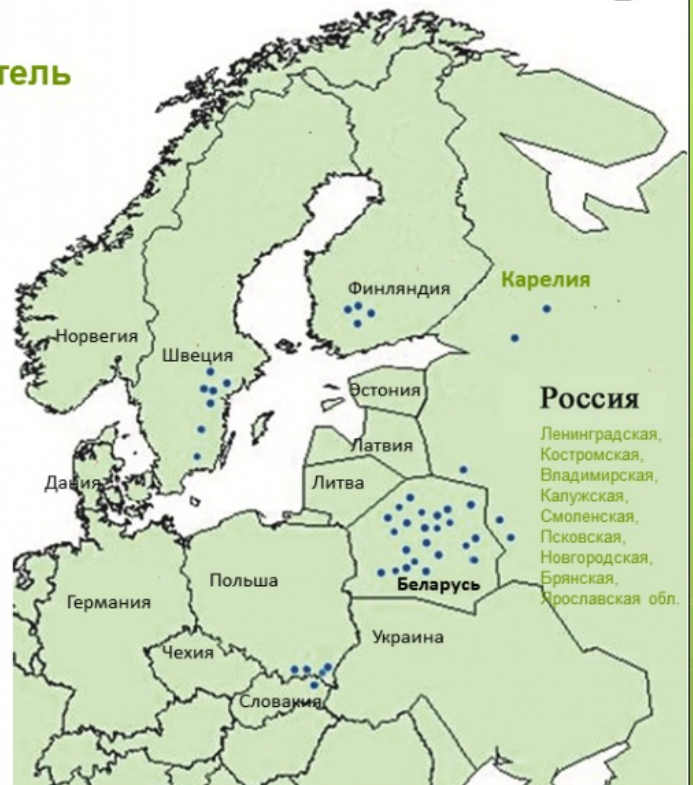 тель
Финляндия
Карелия
Норвегия
Швеция
Эстония
Россия
Ленинградская,
Костромская,
Владимирская,
Калужская,
Смоленская,
Псковская,
Новгородская,
Брянская,
Ярославская обл.
Латвия
Литва
Дания
Польша
Беларусь
Германия
Украина
Чехия
Словакия